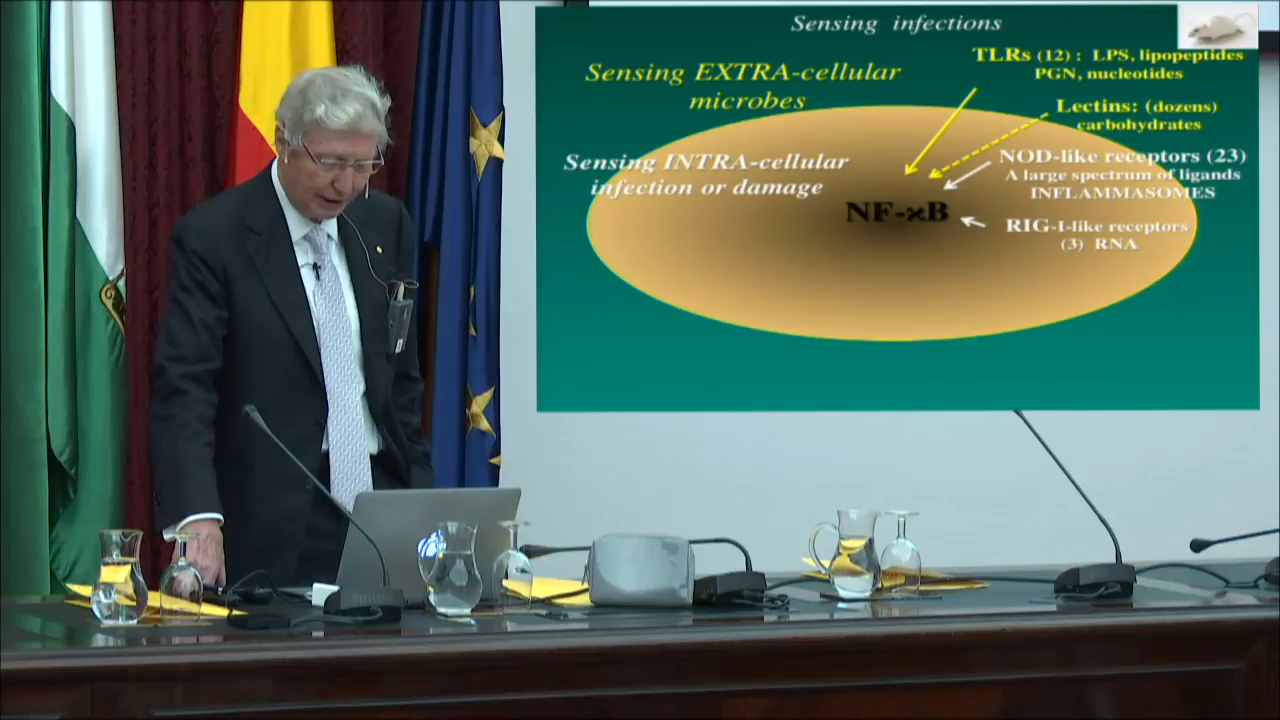 Sensing infections
Sensing EXTRA-cellular
microbes
TLRs (12) : LPS, lipopeptides
PGN, nucleotides
Lectins: (dozens)
carbohydrates
Sensing INTRA-cellular
infection or damage
NOD-like receptors (23)
A large spectrum of ligands
INFLAMMASOMES
NF-ϰB
RIG-I-like receptors
(3) RNA